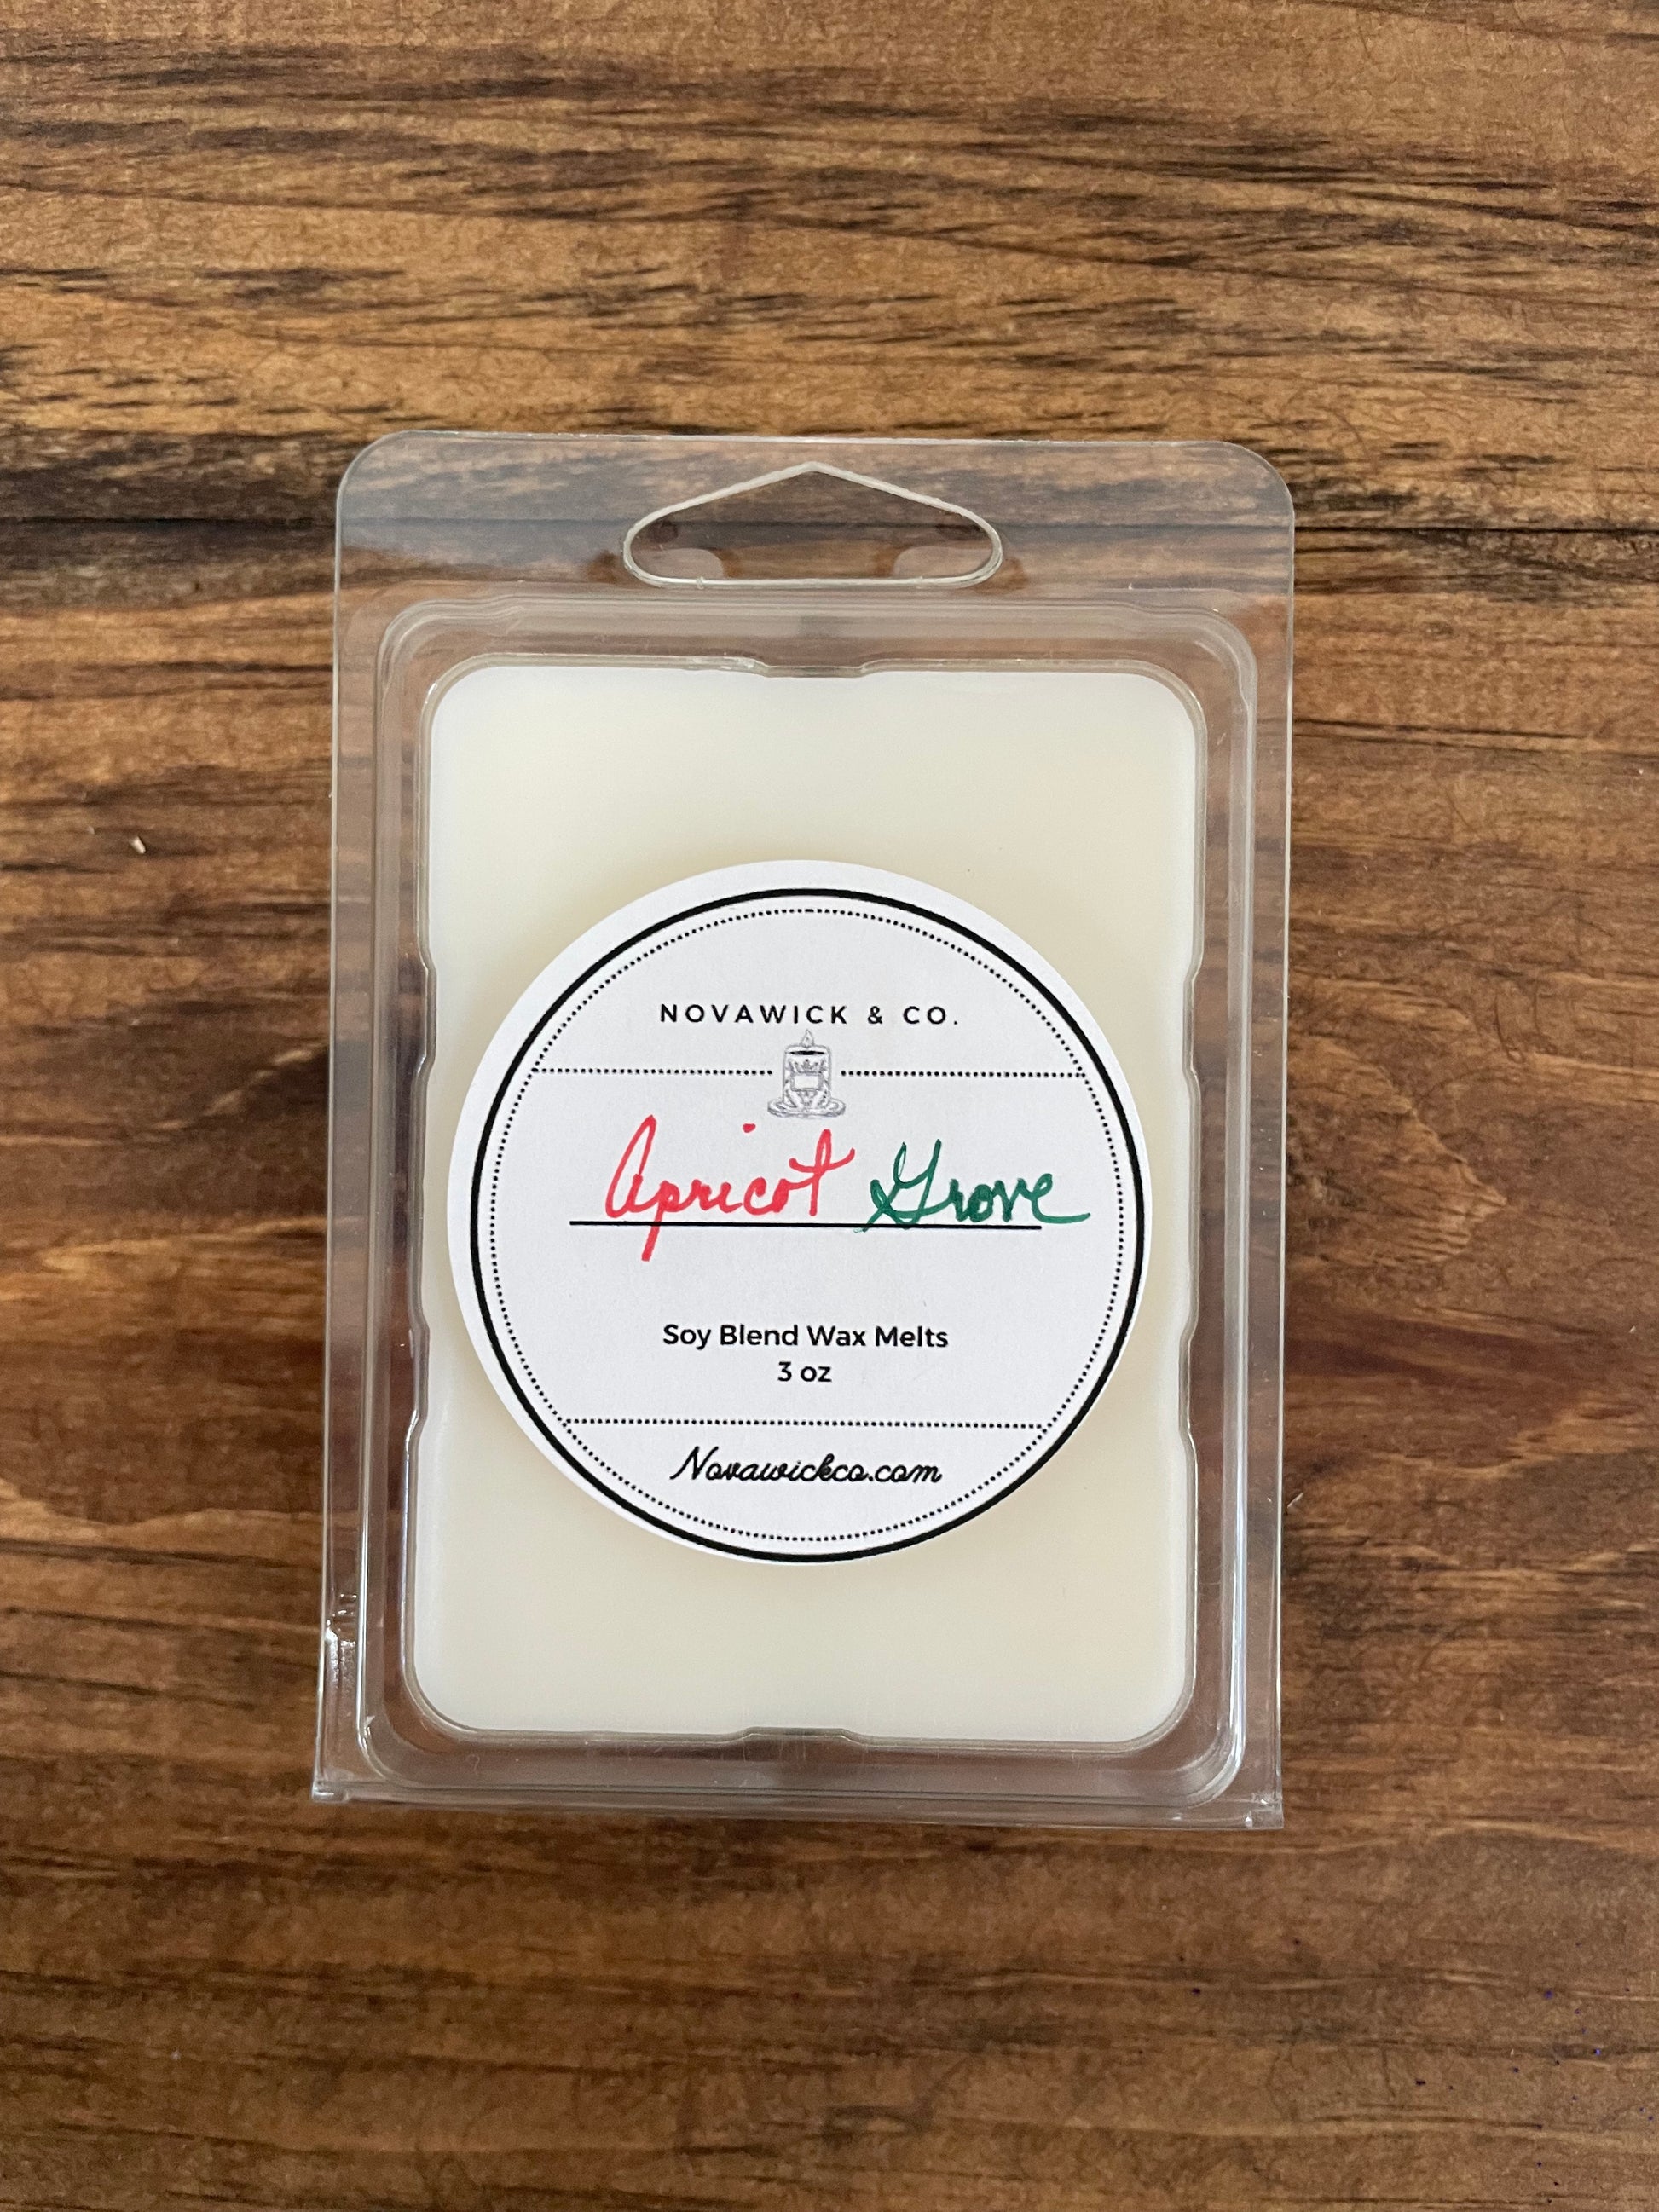 NOVAWICK & CO.
Apricot Grove
Soy Blend Wax Melts
3 oz
Novawickco.com